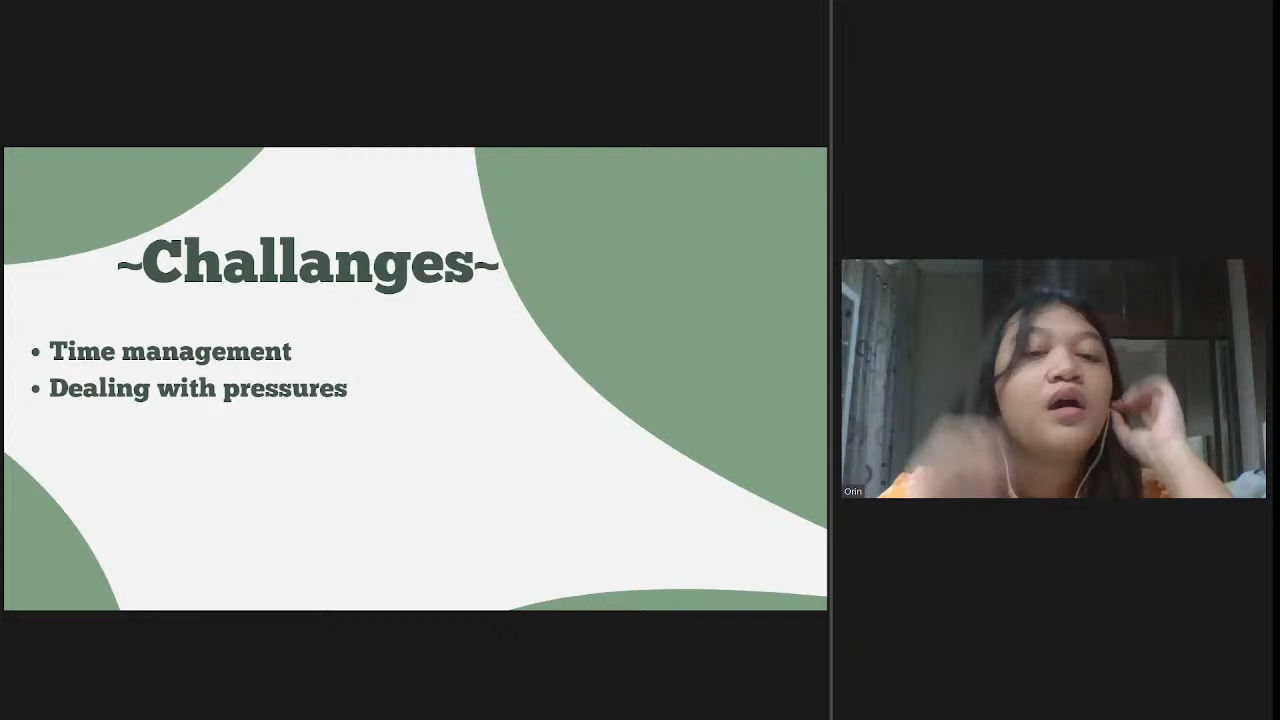 ~Challanges~
• Time management
• Dealing with pressures
Orin